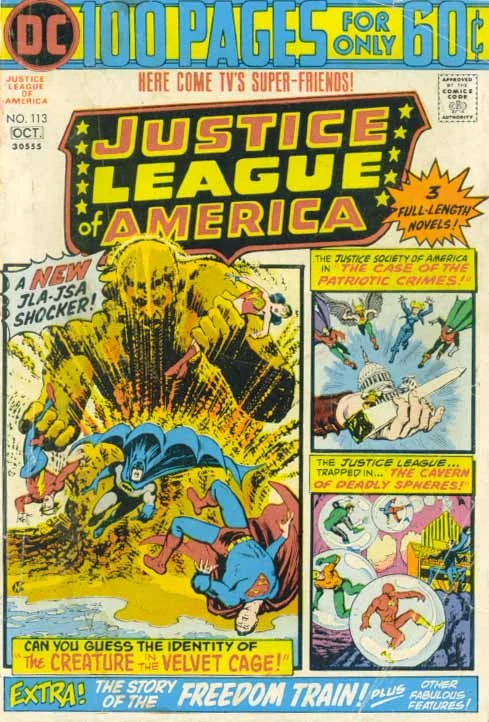 DC
100 PAGES FOR ONLY 60¢
HERE COME TV'S SUPER-FRIENDS!
JUSTICE
LEAGUE
OF
AMERICA
NO. 113
OCT.
30555
APPROVED
BY THE
COMICS
CODE
AUTHORITY
JUSTICE
LEAGUE
of AMERICA
3
FULL-LENGTH
NOVELS!
A NEW
JLA-JSA
SHOCKER!
THE JUSTICE SOCIETY OF AMERICA
IN "THE CASE OF THE
PATRIOTIC CRIMES!"
THE JUSTICE LEAGUE...
TRAPPED IN... THE CAVERN
OF DEADLY SPHERES!"
CAN YOU GUESS THE IDENTITY OF
"The CREATURE IN THE VELVET CAGE!"
EXTRA! THE STORY OF THE FREEDOM TRAIN! PLUS OTHER FABULOUS FEATURES!